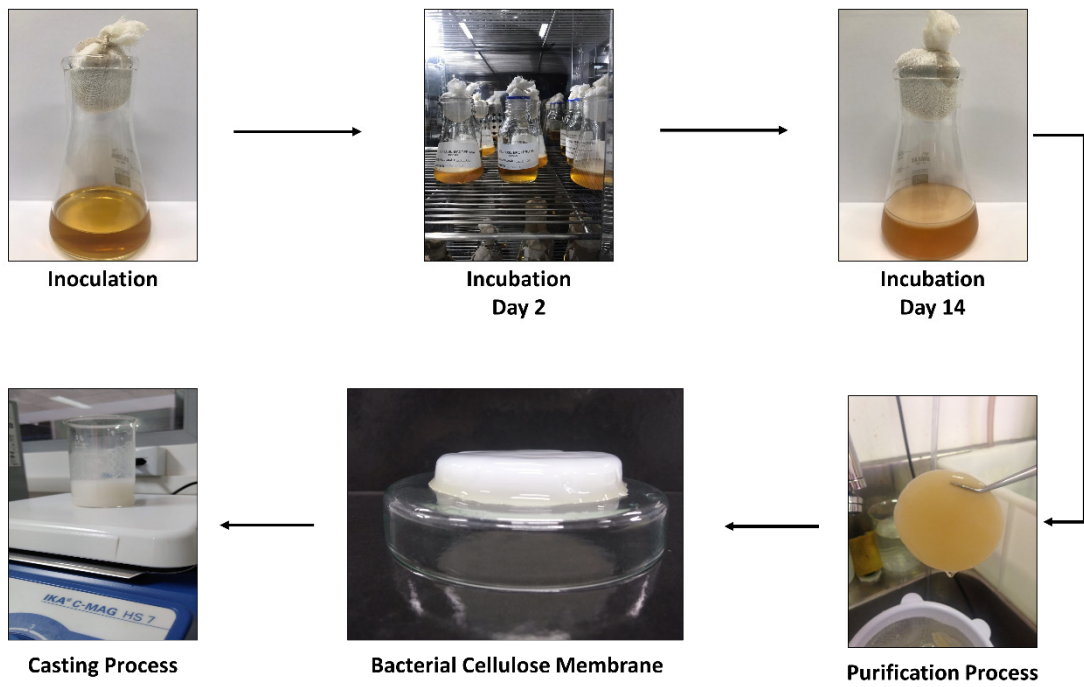 Inoculation
Incubation
Day 2
Incubation
Day 14
IKA® C-MAG HS 7
Casting Process
Bacterial Cellulose Membrane
Purification Process